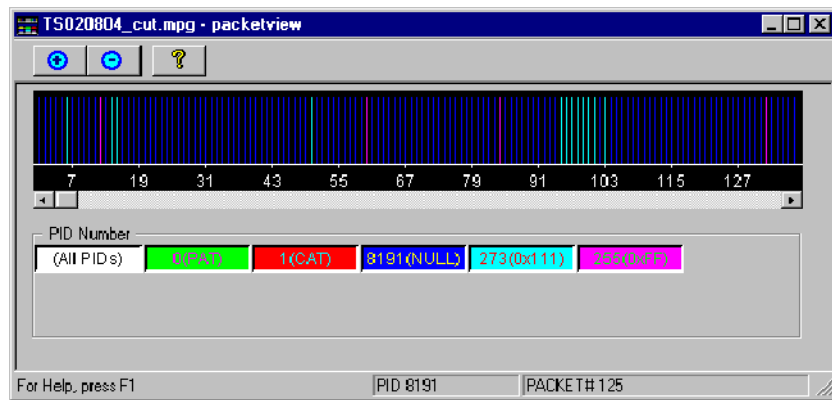 TS020804_cut.mpg - packetview
7 19 31 43 55 67 79 91 103 115 127
PID Number
(All PIDs) 0(PAT) 1(CAT) 8191(NULL) 273(0x111) 255(0xFF)
For Help, press F1 PID 8191 PACKET# 125